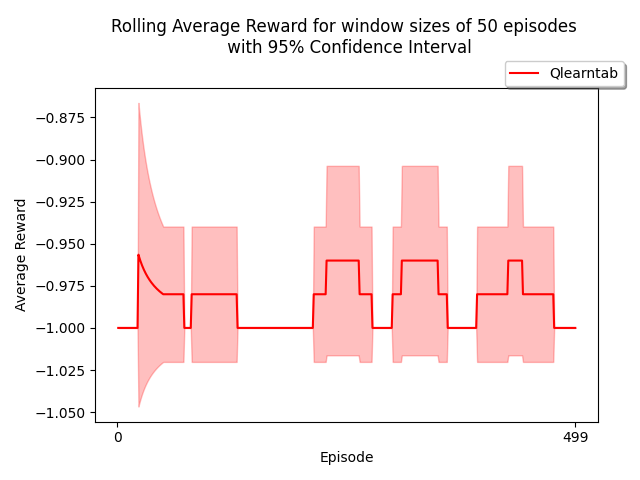 Rolling Average Reward for window sizes of 50 episodes
with 95% Confidence Interval
Qlearntab
Average Reward
−0.875
−0.900
−0.925
−0.950
−0.975
−1.000
−1.025
−1.050
0
499
Episode